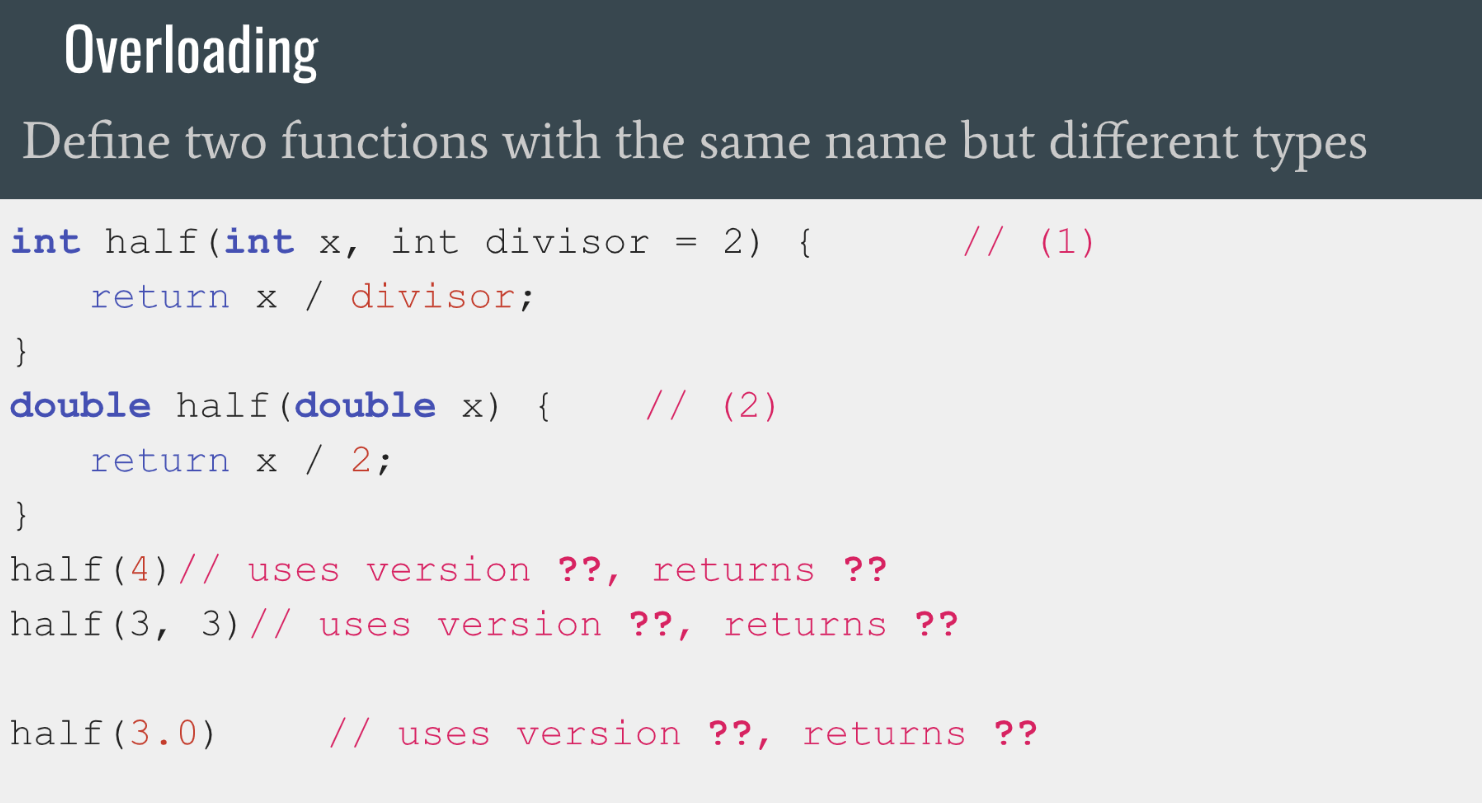 Overloading
Define two functions with the same name but different types
int half(int x, int divisor = 2) {      // (1)
   return x / divisor;
}
double half(double x) {    // (2)
   return x / 2;
}
half(4)// uses version ??, returns ??
half(3, 3)// uses version ??, returns ??
half(3.0)     // uses version ??, returns ??